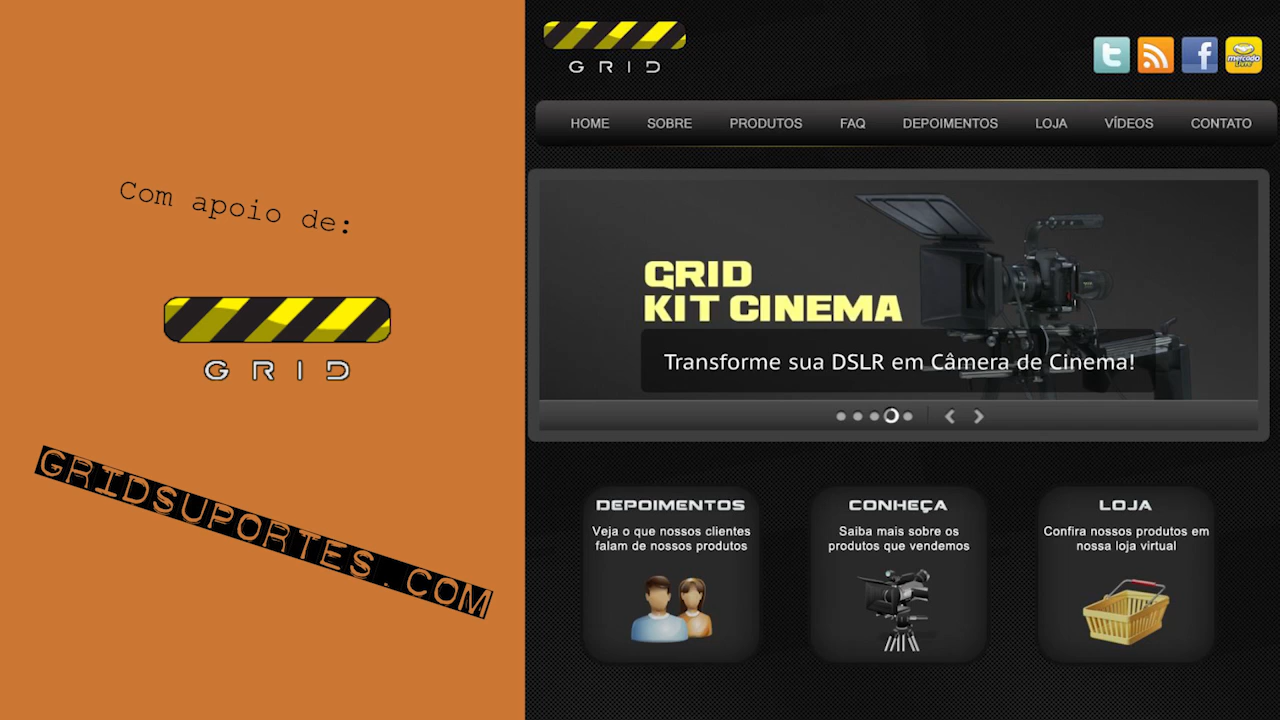 Com apoio de:
GRID
GRIDSUPORTES.COM
GRID
HOME SOBRE PRODUTOS FAQ DEPOIMENTOS LOJA VÍDEOS CONTATO
GRID
KIT CINEMA
Transforme sua DSLR em Câmera de Cinema!
DEPOIMENTOS
Veja o que nossos clientes
falam de nossos produtos
CONHEÇA
Saiba mais sobre os
produtos que vendemos
LOJA
Confira nossos produtos em
nossa loja virtual
mercado
livre